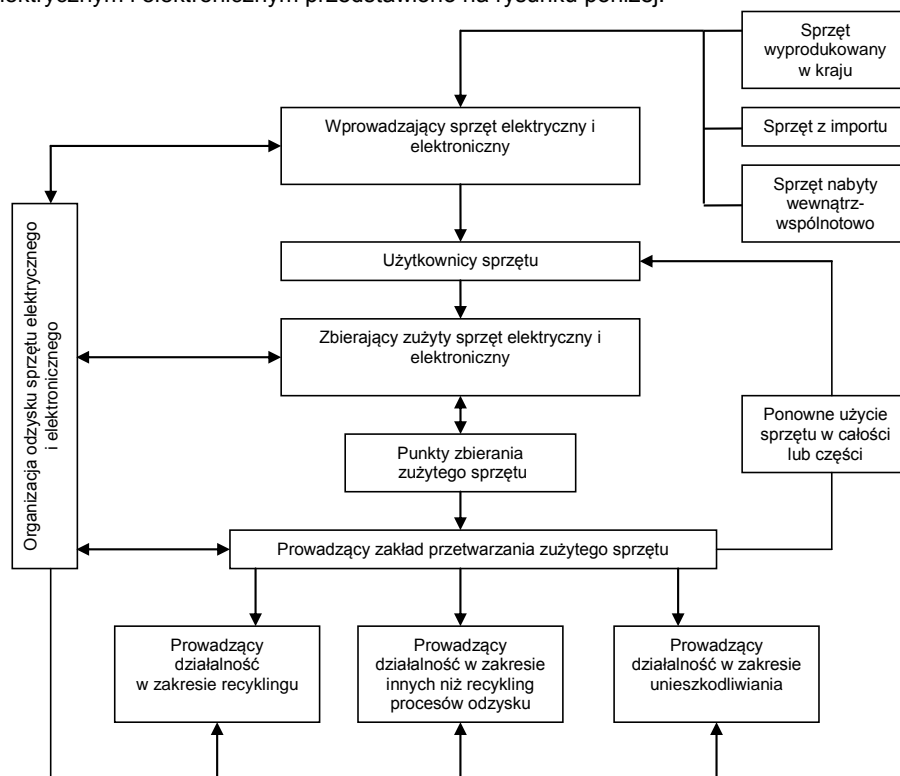 elektrycznym i elektronicznym przedstawiono na rysunku poniżej.
Sprzęt
wyprodukowany
w kraju
Wprowadzający sprzęt elektryczny i
elektroniczny
Sprzęt z importu
Sprzęt nabyty
wewnątrz-
wspólnotowo
Organizacja odzysku sprzętu elektrycznego
i elektronicznego
Użytkownicy sprzętu
Zbierający zużyty sprzęt elektryczny i
elektroniczny
Ponowne użycie
sprzętu w całości
lub części
Punkty zbierania
zużytego sprzętu
Prowadzący zakład przetwarzania zużytego sprzętu
Prowadzący
działalność
w zakresie recyklingu
Prowadzący
działalność w zakresie
innych niż recykling
procesów odzysku
Prowadzący
działalność w zakresie
unieszkodliwiania